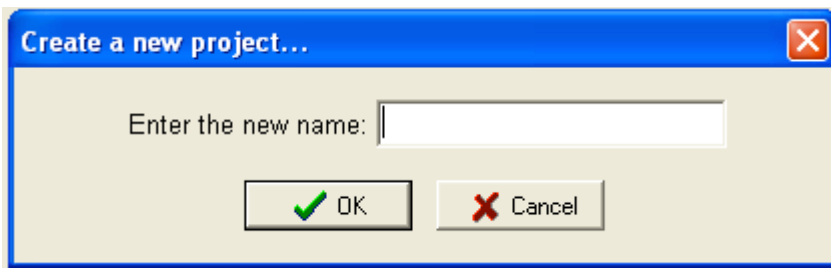 Create a new project...
Enter the new name:
OK Cancel